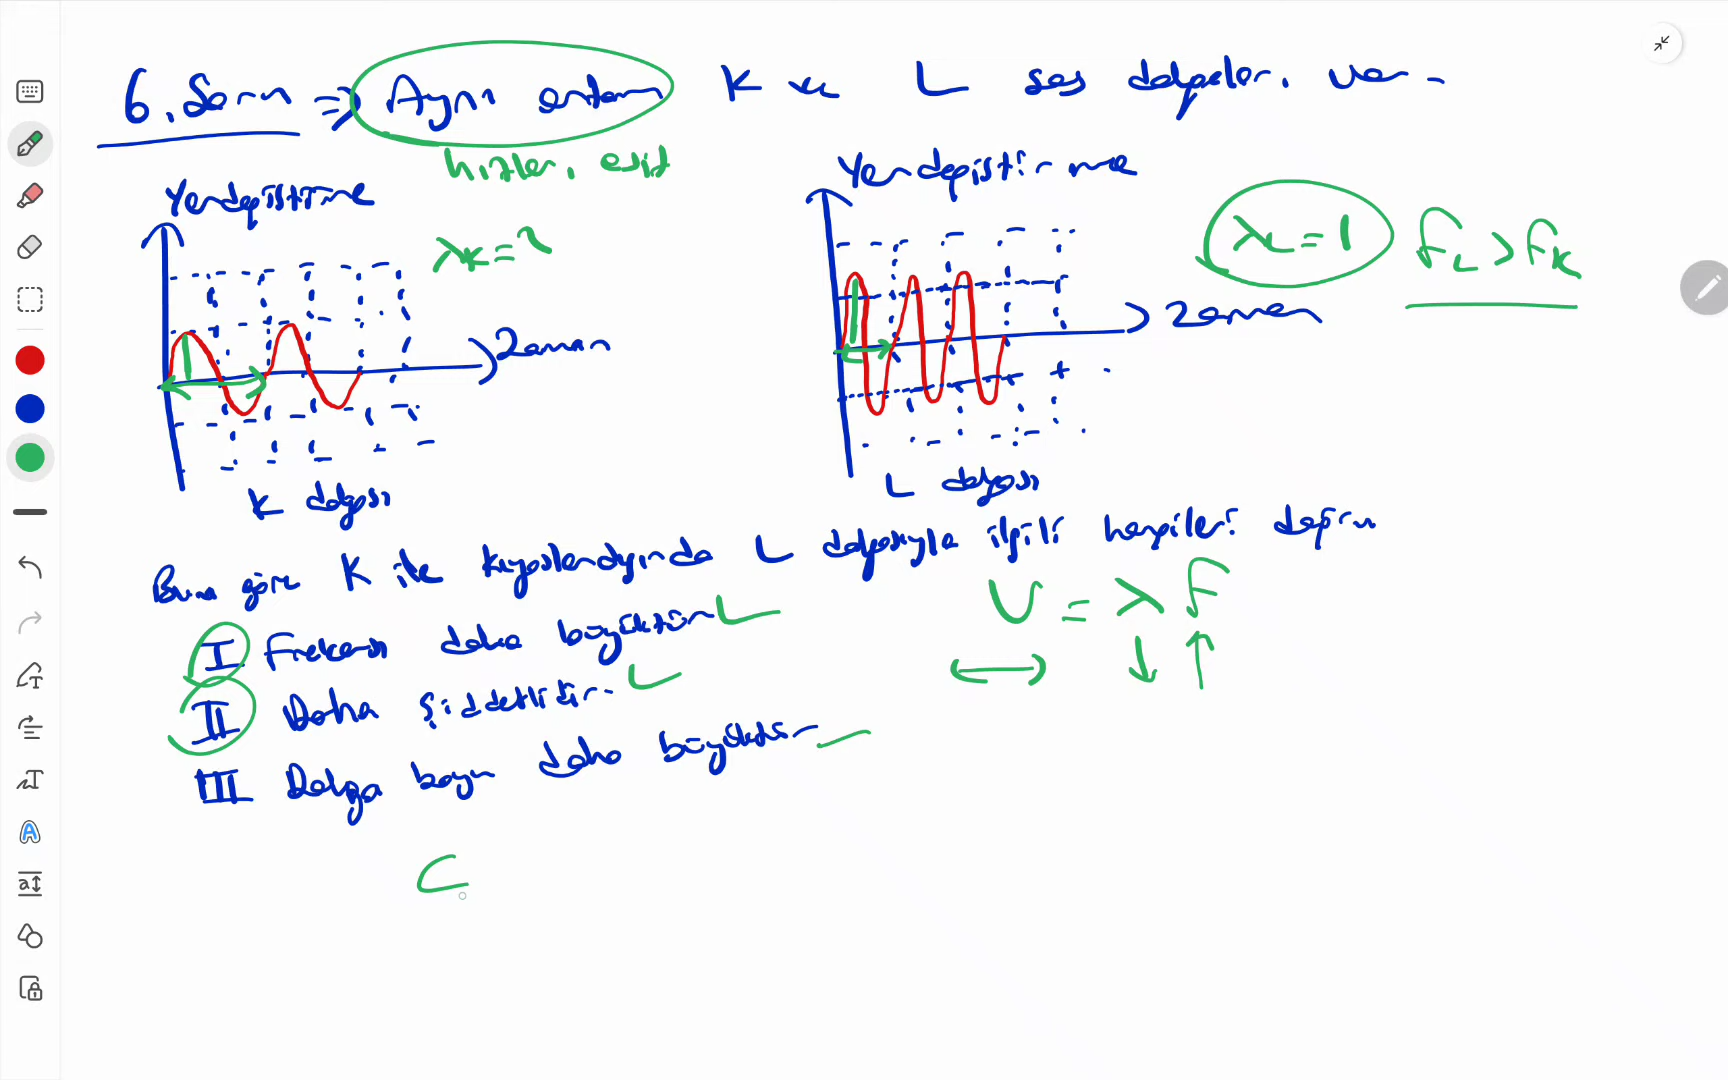 6. Soru ⇒ Aynı ortam K ve L ses dalgaları var.
hızları eşit
Yerdeğiştirme
λK = 2
Zaman
K dalgası
Yerdeğiştirme
λL = 1
fL > fK
Zaman
L dalgası
Buna göre K ile kıyaslandığında L dalgasıyla ilgili hangileri doğru
I Frekansı daha büyüktür
II Daha şiddetlidir.
III Dalga boyu daha büyüktür
V = λ F
C